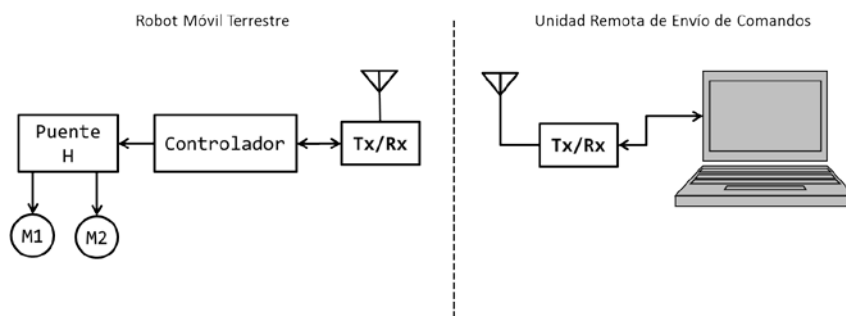 Robot Móvil Terrestre
Unidad Remota de Envío de Comandos
Puente
H
Controlador
Tx/Rx
Tx/Rx
M1
M2